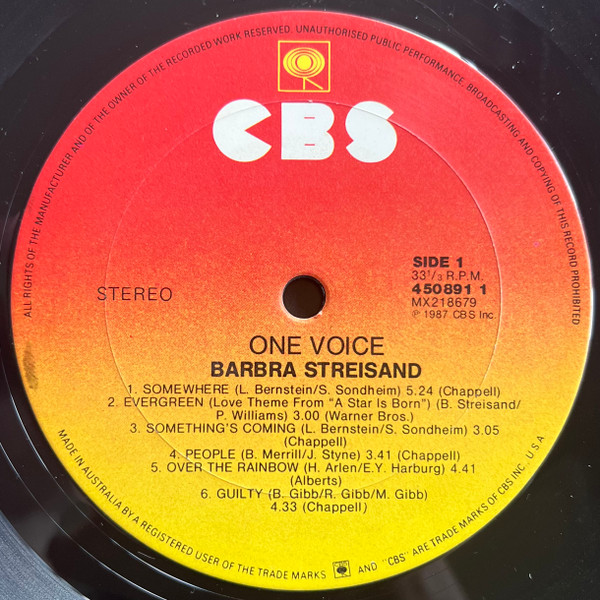 ALL RIGHTS OF THE MANUFACTURER AND OF THE OWNER OF THE RECORDED WORK RESERVED. UNAUTHORISED PUBLIC PERFORMANCE, BROADCASTING AND COPYING OF THIS RECORD PROHIBITED
CBS
STEREO
SIDE 1
33 1/3 R.P.M.
450891 1
MX218679
℗ 1987 CBS Inc.
ONE VOICE
BARBRA STREISAND
1. SOMEWHERE (L. Bernstein/S. Sondheim) 5.24 (Chappell)
2. EVERGREEN (Love Theme From "A Star Is Born") (B. Streisand/
P. Williams) 3.00 (Warner Bros.)
3. SOMETHING'S COMING (L. Bernstein/S. Sondheim) 3.05
(Chappell)
4. PEOPLE (B. Merrill/J. Styne) 3.41 (Chappell)
5. OVER THE RAINBOW (H. Arlen/E.Y. Harburg) 4.41
(Alberts)
6. GUILTY (B. Gibb/R. Gibb/M. Gibb)
4.33 (Chappell)
MADE IN AUSTRALIA BY A REGISTERED USER OF THE TRADE MARKS AND "CBS" ARE TRADE MARKS OF CBS INC. U S A